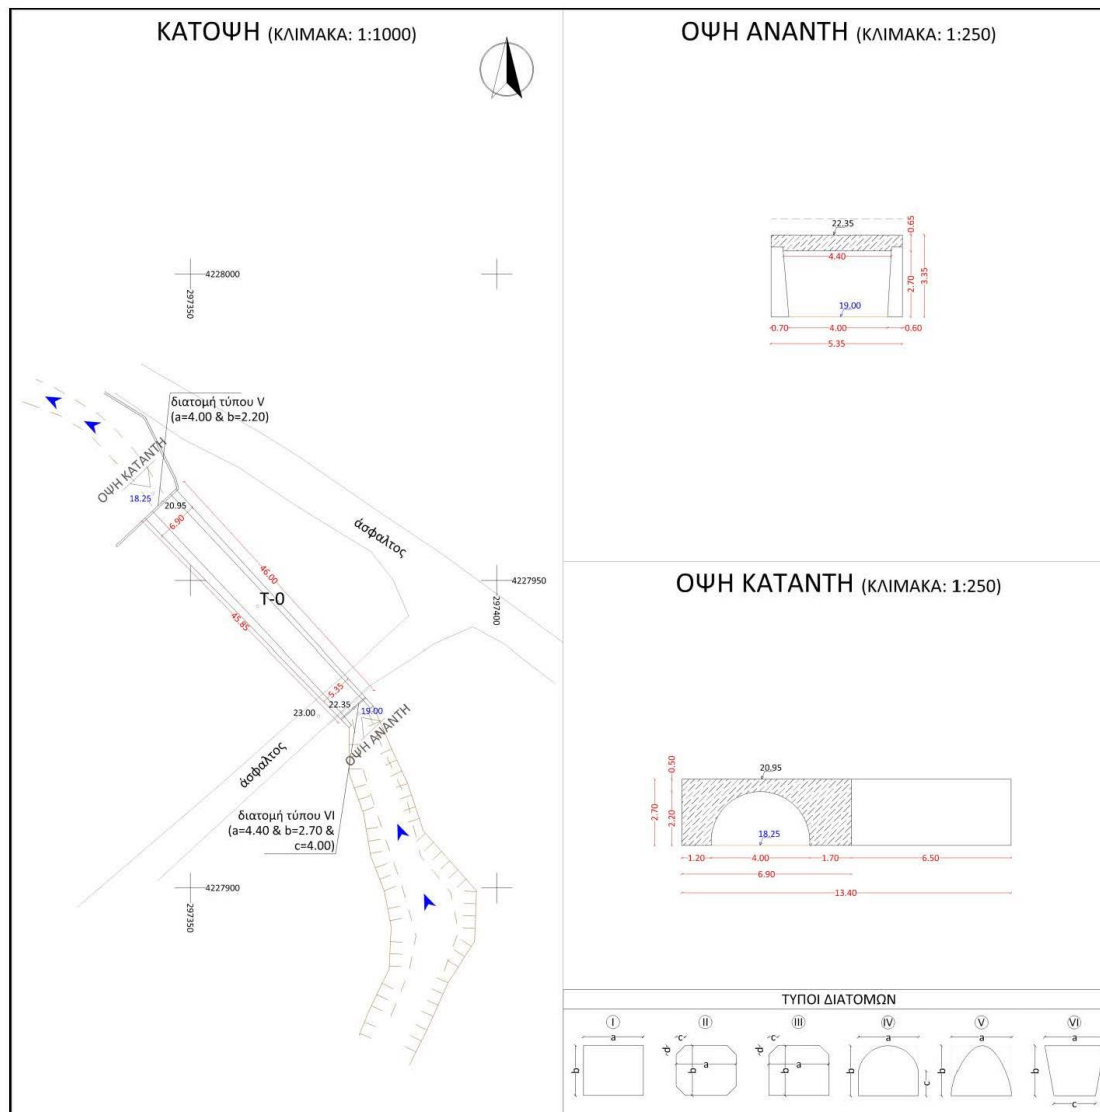 ΚΑΤΟΨΗ (ΚΛΙΜΑΚΑ: 1:1000)
4228000
297350
διατομή τύπου V
(a=4.00 & b=2.20)
ΟΨΗ ΚΑΤΑΝΤΗ
18.25
20.95
6.90
άσφαλτος
46.00
T-0
45.85
4227950
297400
5.35
22.35
19.00
23.00
ΟΨΗ ΑΝΑΝΤΗ
άσφαλτος
διατομή τύπου VI
(a=4.40 & b=2.70 &
c=4.00)
4227900
297350
ΟΨΗ ΑΝΑΝΤΗ (ΚΛΙΜΑΚΑ: 1:250)
22.35
0.65
4.40
2.70
3.35
19.00
0.70 4.00 0.60
5.35
ΟΨΗ ΚΑΤΑΝΤΗ (ΚΛΙΜΑΚΑ: 1:250)
0.50
20.95
2.70
2.20
18.25
1.20 4.00 1.70 6.50
6.90
13.40
ΤΥΠΟΙ ΔΙΑΤΟΜΩΝ
I II III IV V VI
a c c a a a
b d b a d b a b c b b c